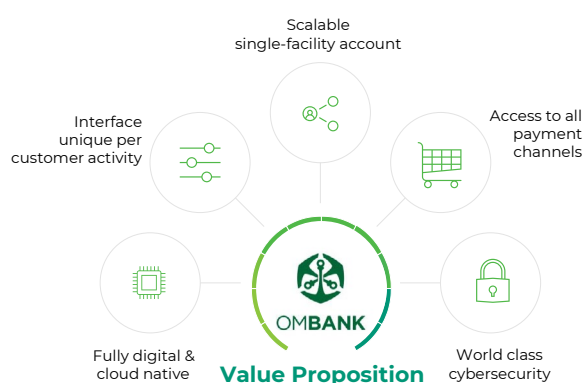 Scalable
single-facility account
Interface
unique per
customer activity
Access to all
payment
channels
OMBANK
Fully digital &
cloud native
Value Proposition
World class
cybersecurity